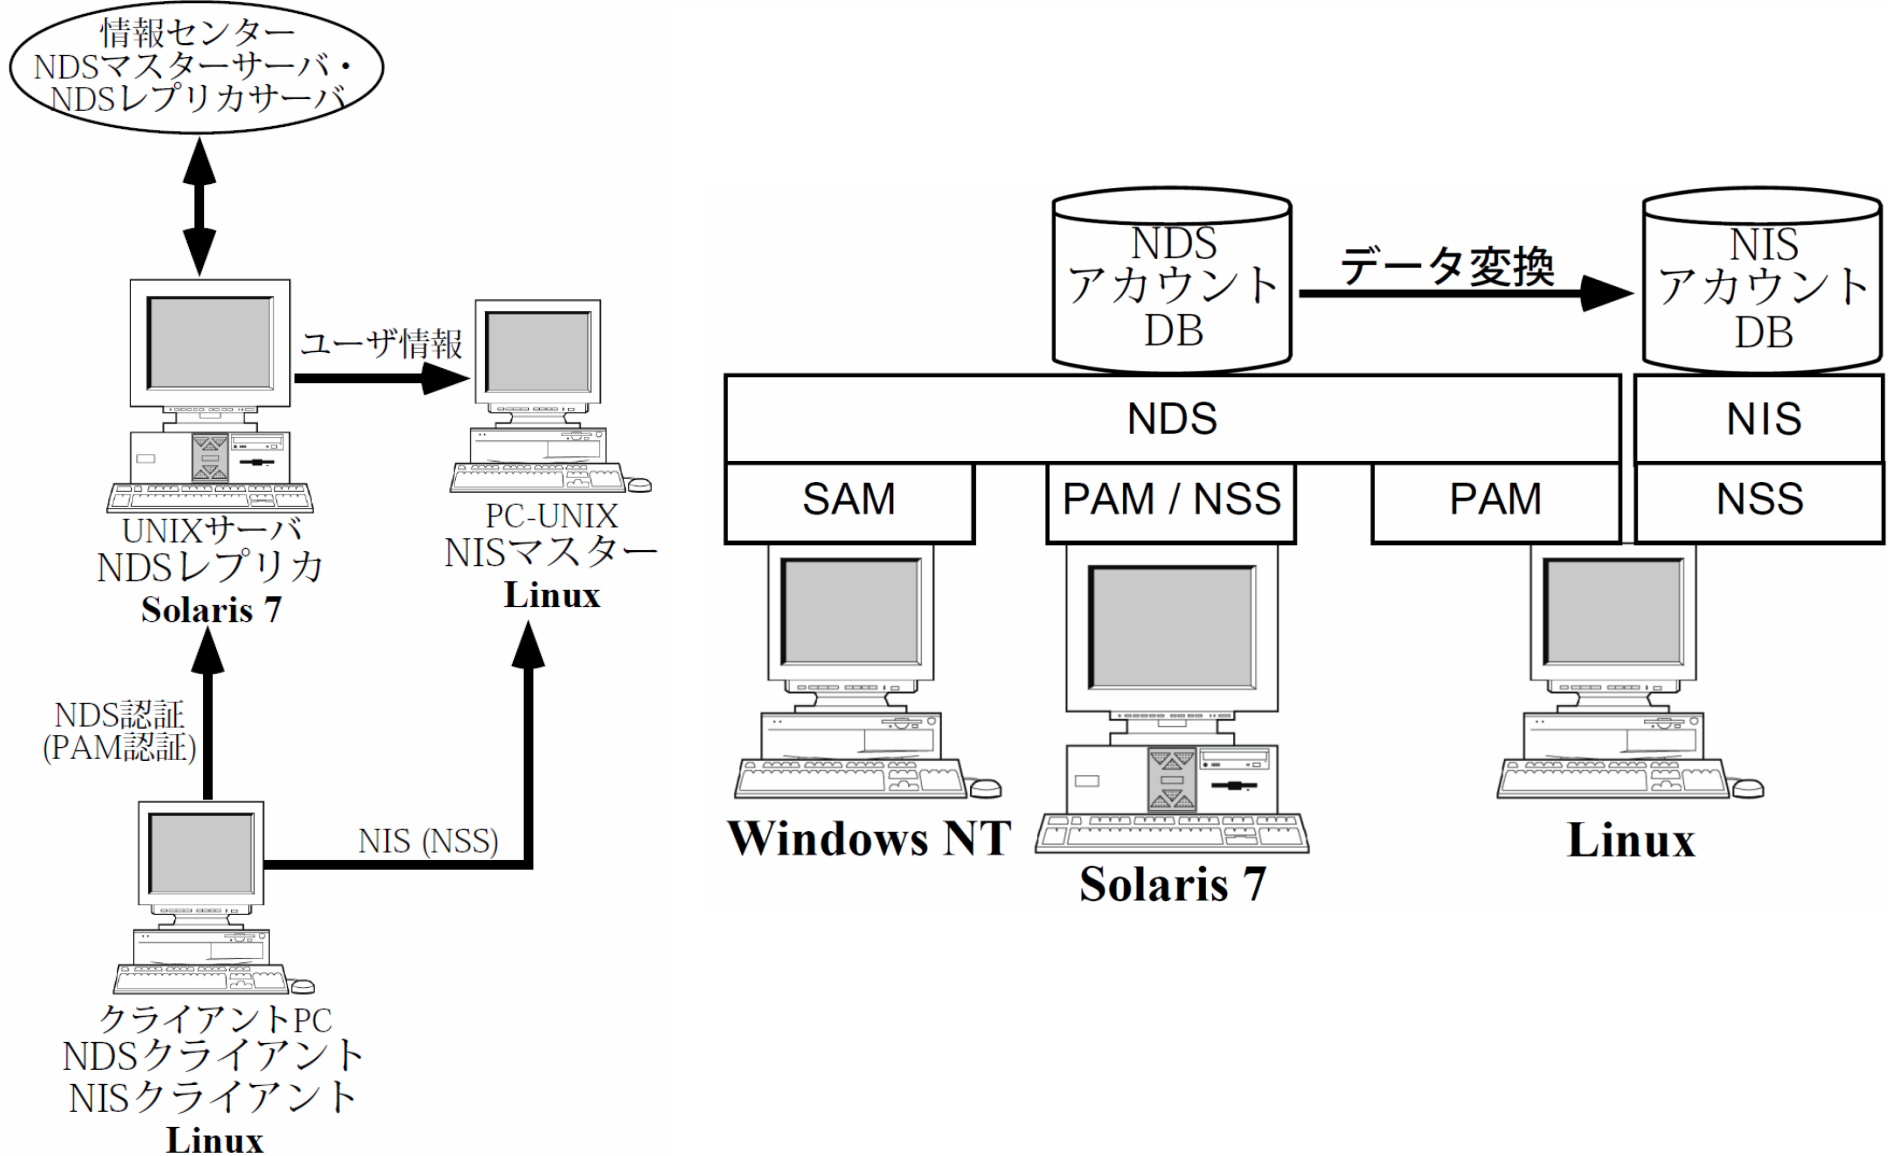 情報センター
NDSマスターサーバ・
NDSレプリカサーバ
ユーザ情報
UNIXサーバ
NDSレプリカ
Solaris 7
PC-UNIX
NISマスター
Linux
NDS認証
(PAM認証)
NIS (NSS)
クライアントPC
NDSクライアント
NISクライアント
Linux
NDS
アカウント
DB
データ変換
NIS
アカウント
DB
NDS
NIS
SAM
PAM / NSS
PAM
NSS
Windows NT
Solaris 7
Linux